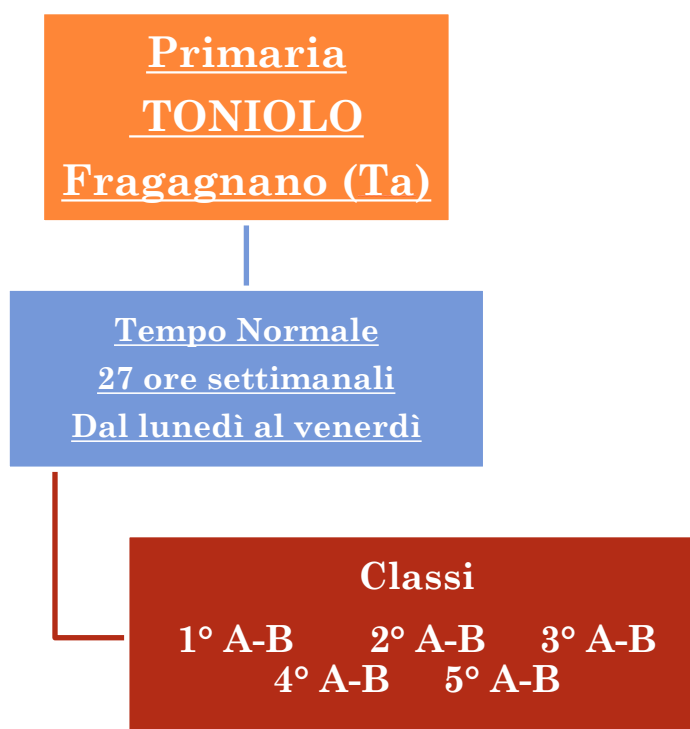 Primaria
TONIOLO
Fragagnano (Ta)
Tempo Normale
27 ore settimanali
Dal lunedì al venerdì
Classi
1° A-B 2° A-B 3° A-B
4° A-B 5° A-B